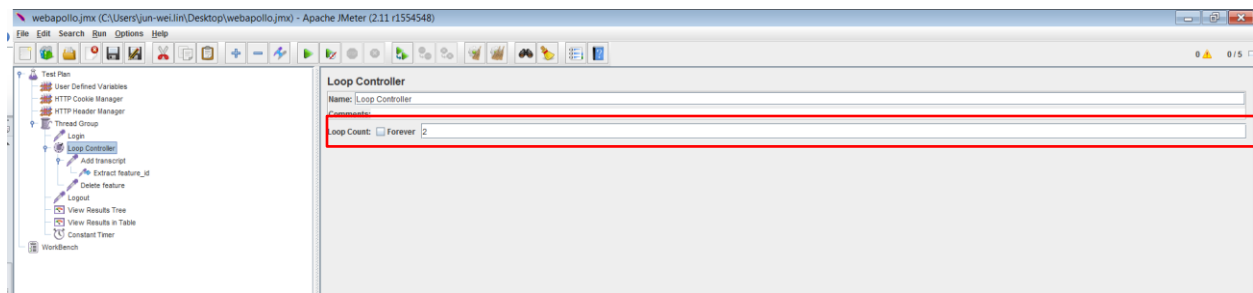 webapollo.jmx (C:\Users\jun-wei.lin\Desktop\webapollo.jmx) - Apache JMeter (2.11 r1554548)
File Edit Search Run Options Help
0 0/5
Test Plan
User Defined Variables
HTTP Cookie Manager
HTTP Header Manager
Thread Group
Login
Loop Controller
Add transcript
Extract feature_id
Delete feature
Logout
View Results Tree
View Results in Table
Constant Timer
WorkBench
Loop Controller
Name: Loop Controller
Comments:
Loop Count: Forever 2